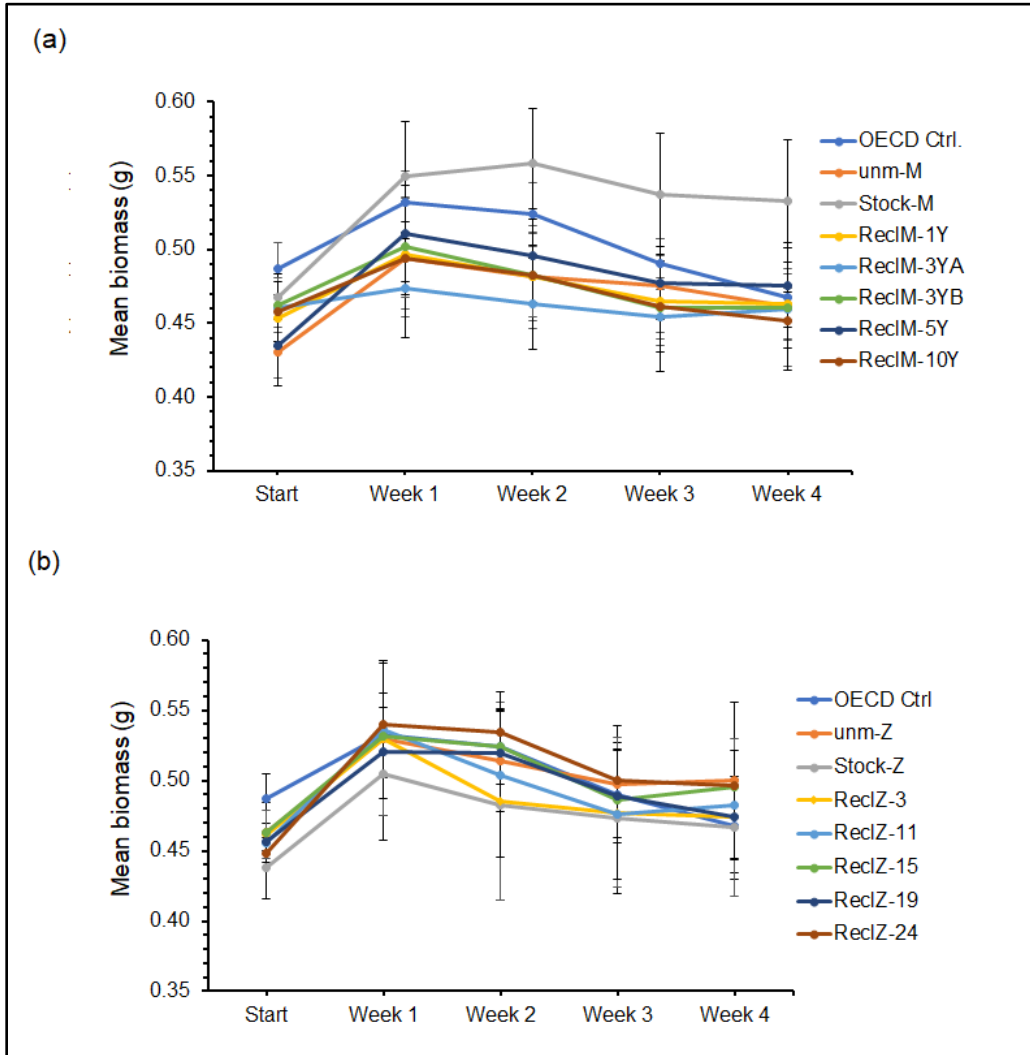 (a)
Mean biomass (g)
0.60
0.55
0.50
0.45
0.40
0.35
Start
Week 1
Week 2
Week 3
Week 4
OECD Ctrl.
unm-M
Stock-M
ReclM-1Y
ReclM-3YA
ReclM-3YB
ReclM-5Y
ReclM-10Y
(b)
Mean biomass (g)
0.60
0.55
0.50
0.45
0.40
0.35
Start
Week 1
Week 2
Week 3
Week 4
OECD Ctrl
unm-Z
Stock-Z
ReclZ-3
ReclZ-11
ReclZ-15
ReclZ-19
ReclZ-24